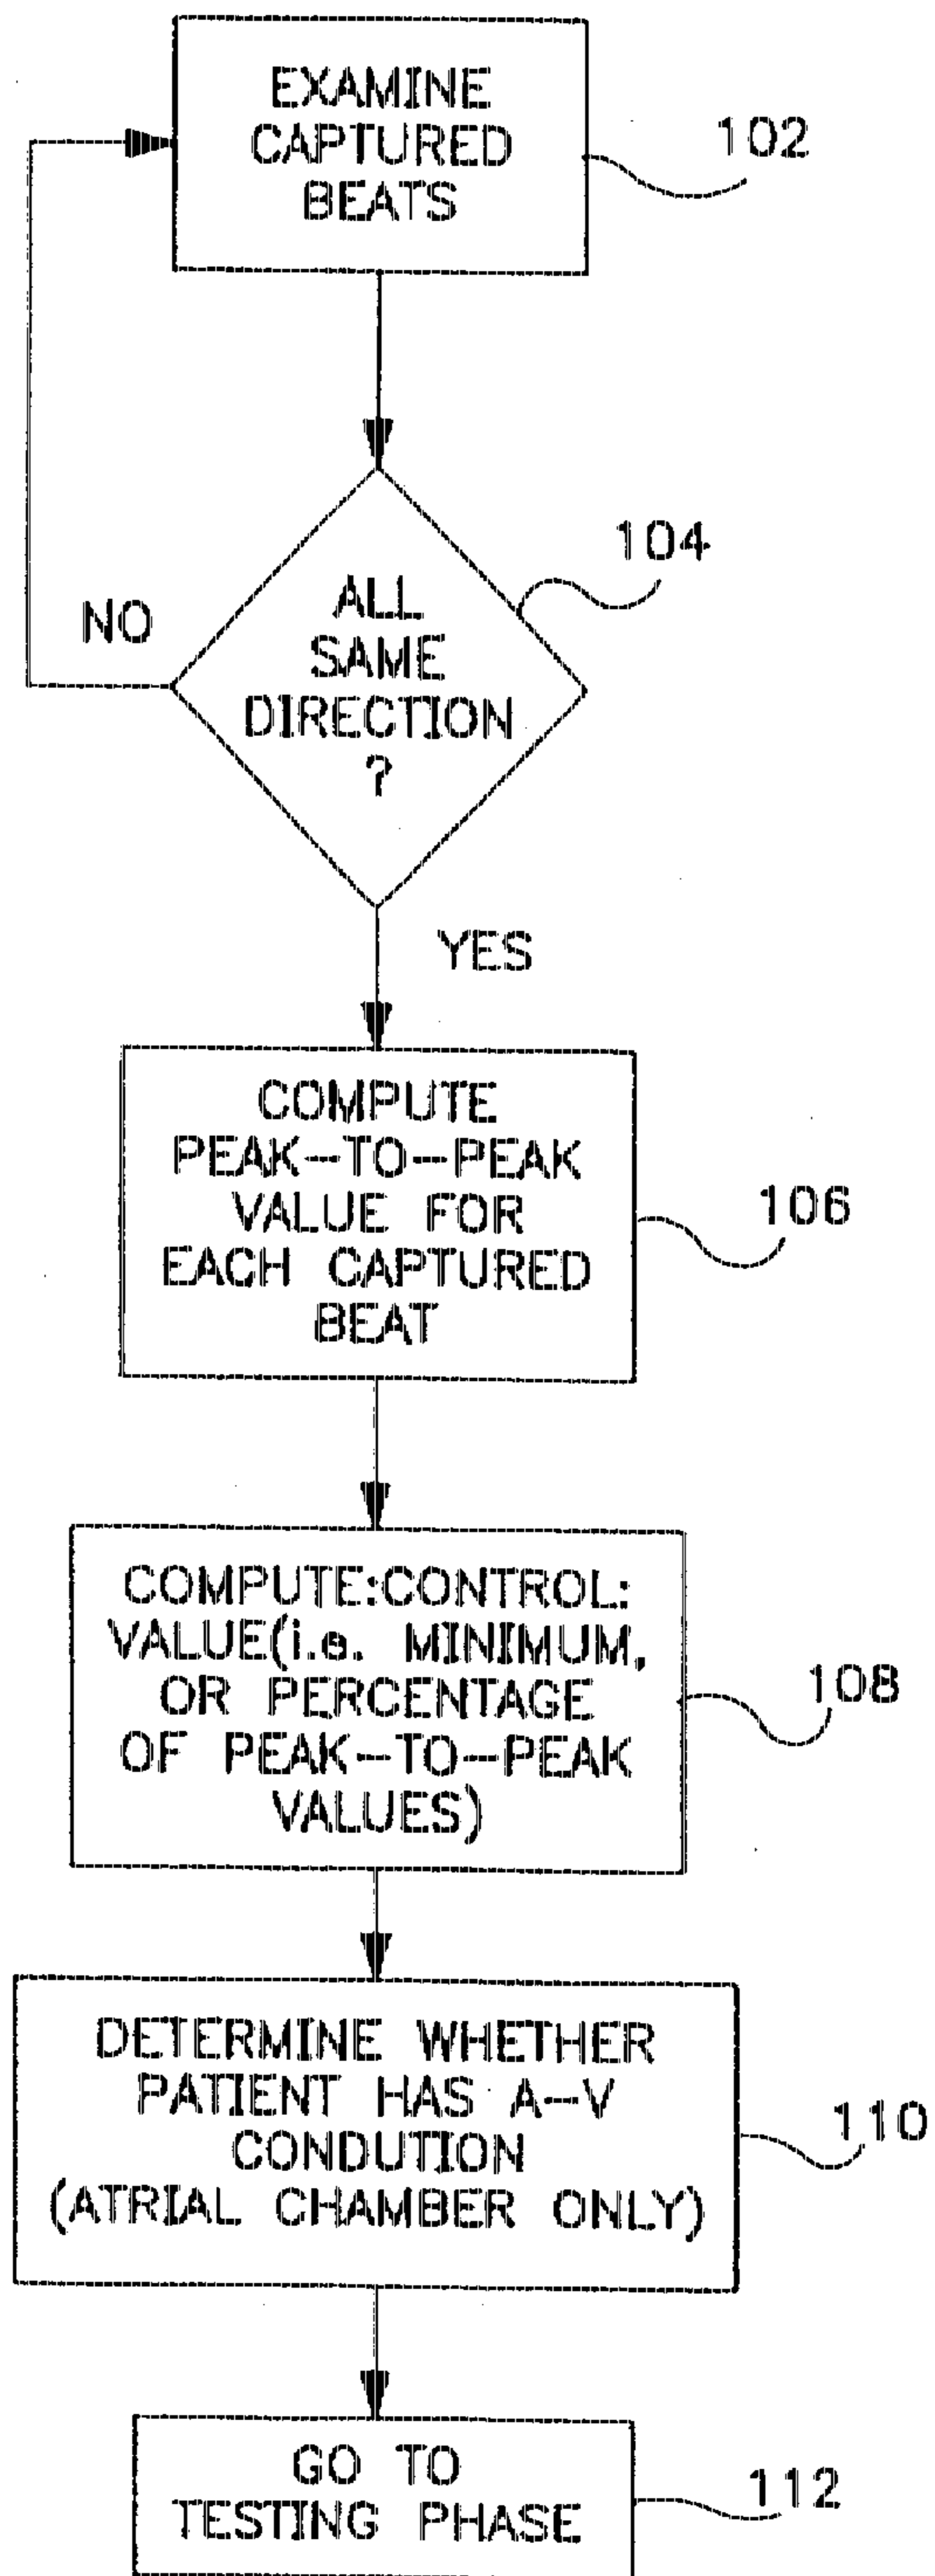 EXAMINE
CAPTURED
BEATS
102
104
ALL
SAME
DIRECTION
?
NO
YES
COMPUTE
PEAK--TO--PEAK
VALUE FOR
EACH CAPTURED
BEAT
106
COMPUTE:CONTROL:
VALUE(i.e. MINIMUM,
OR PERCENTAGE
OF PEAK--TO--PEAK
VALUES)
108
DETERMINE WHETHER
PATIENT HAS A--V
CONDUTION
(ATRIAL CHAMBER ONLY)
110
GO TO
TESTING PHASE
112